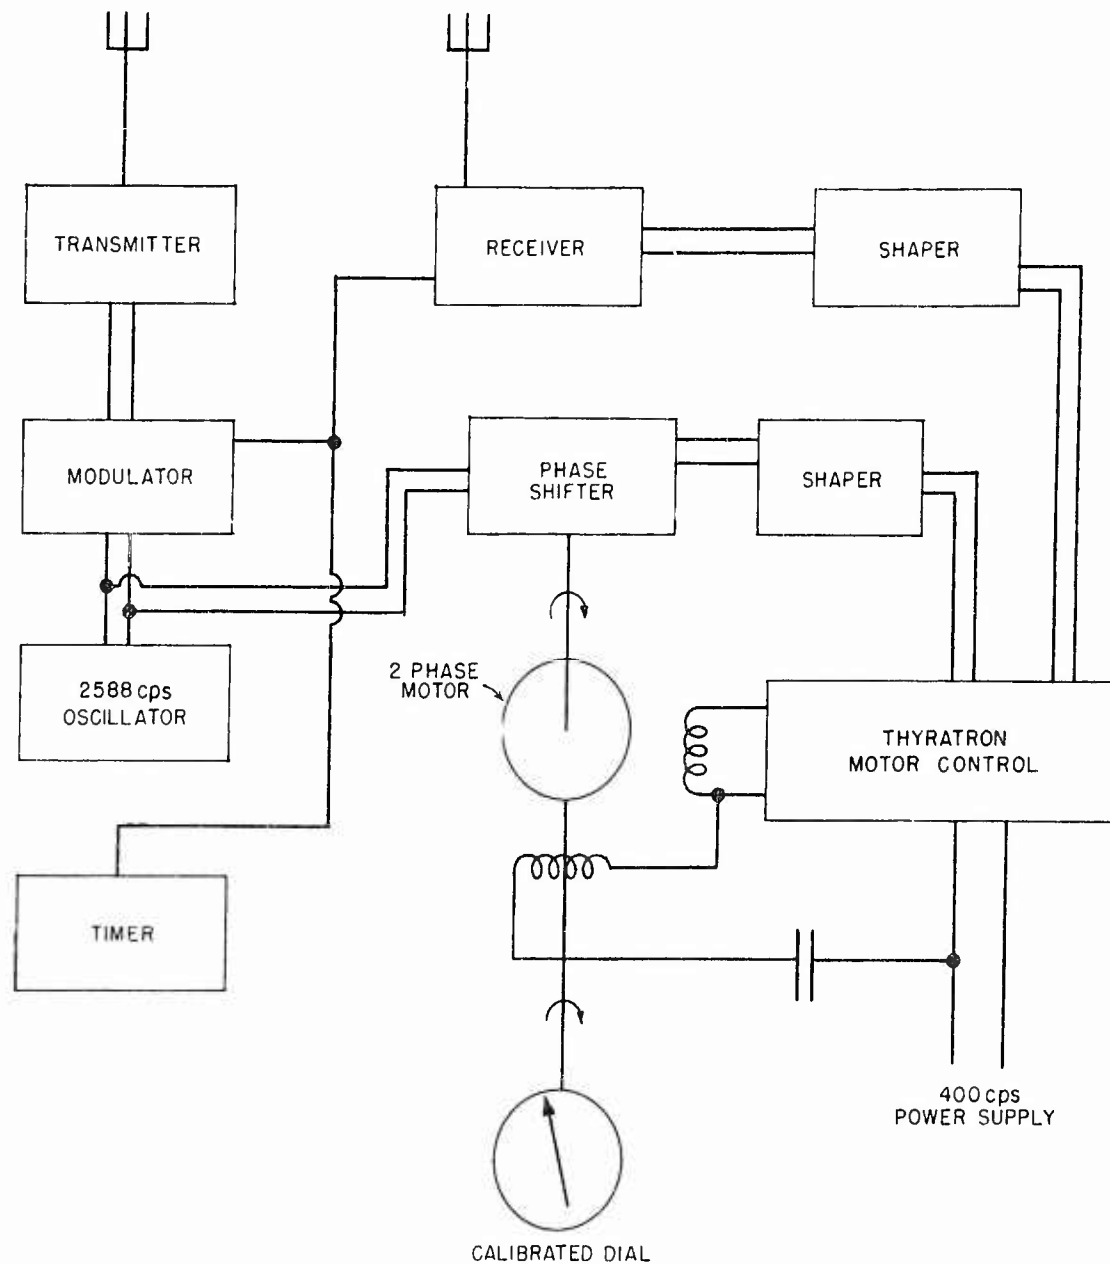 TRANSMITTER
RECEIVER
SHAPER
MODULATOR
PHASE
SHIFTER
SHAPER
2588 cps
OSCILLATOR
2 PHASE
MOTOR
THYRATRON
MOTOR CONTROL
TIMER
400 cps
POWER SUPPLY
CALIBRATED DIAL